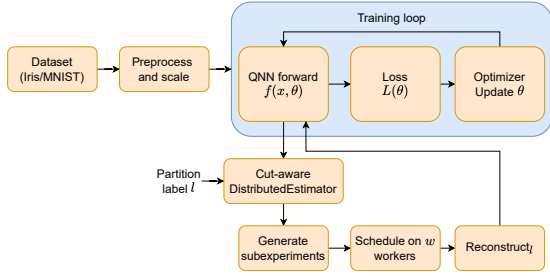 Training loop
Dataset
(Iris/MNIST)
Preprocess
and scale
QNN forward
f(x, θ)
Loss
L(θ)
Optimizer
Update θ
Partition
label l
Cut-aware
DistributedEstimator
Generate
subexperiments
Schedule on w
workers
Reconstructₗ